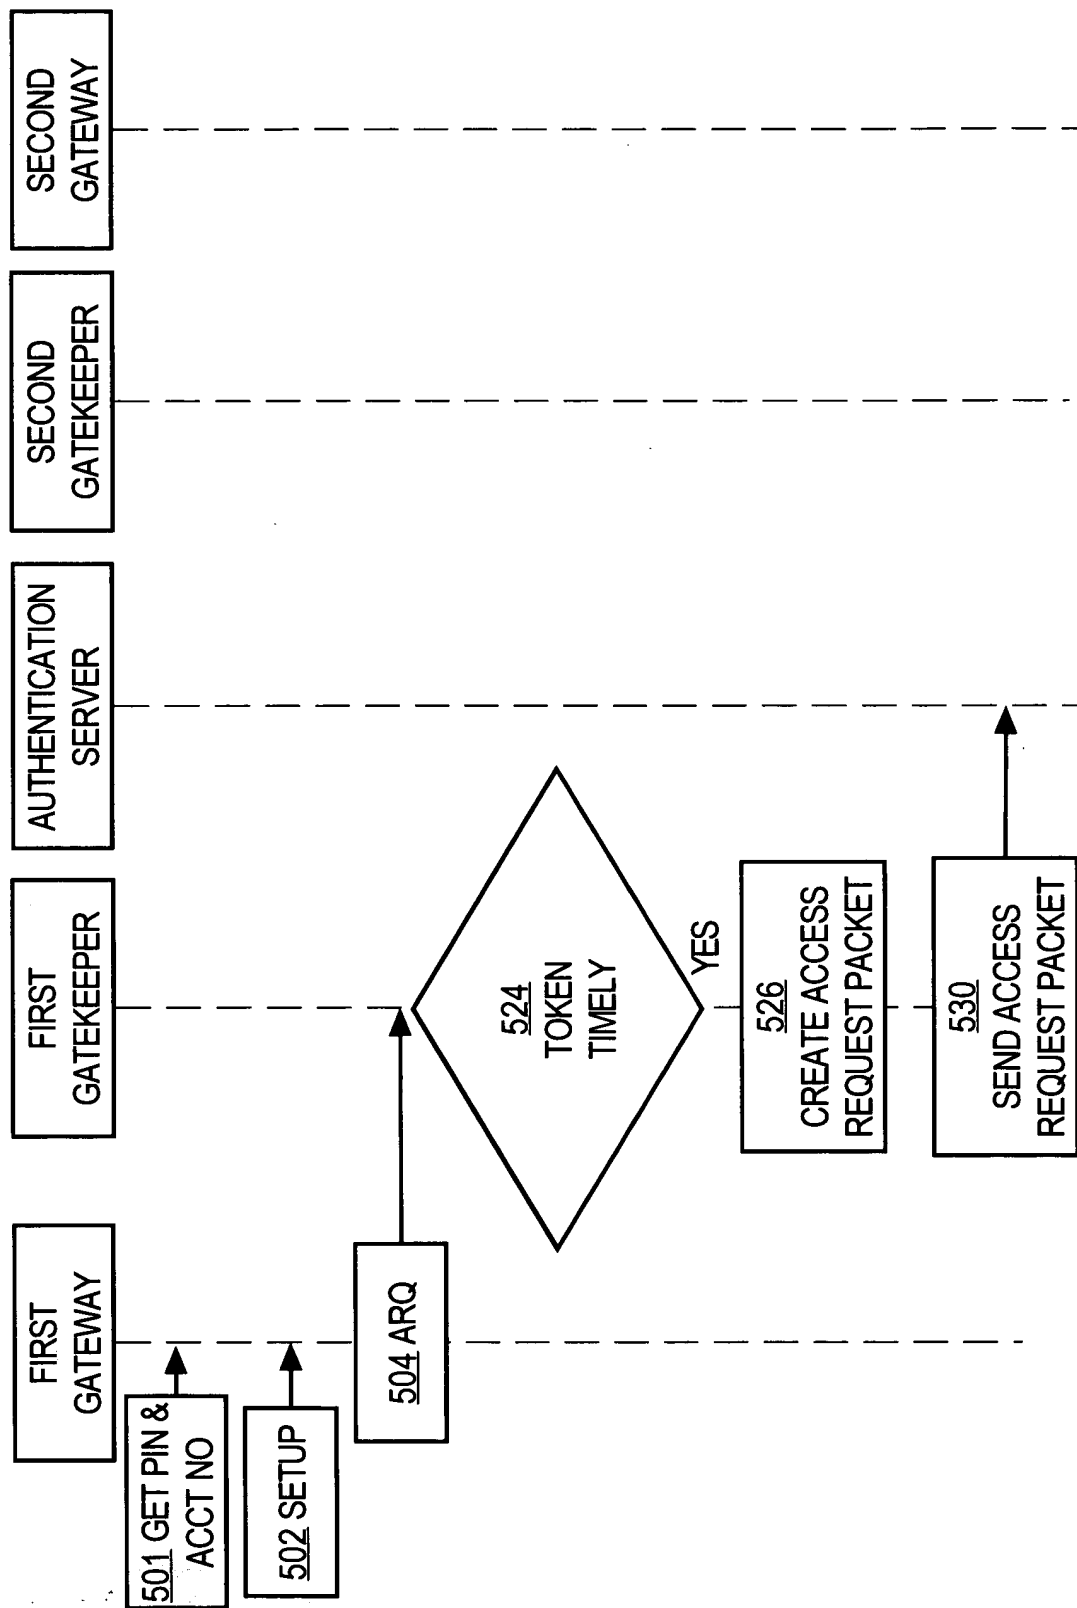 FIRST
GATEWAY
FIRST
GATEKEEPER
AUTHENTICATION
SERVER
SECOND
GATEKEEPER
SECOND
GATEWAY
501 GET PIN &
ACCT NO
502 SETUP
504 ARQ
524
TOKEN
TIMELY
YES
526
CREATE ACCESS
REQUEST PACKET
530
SEND ACCESS
REQUEST PACKET